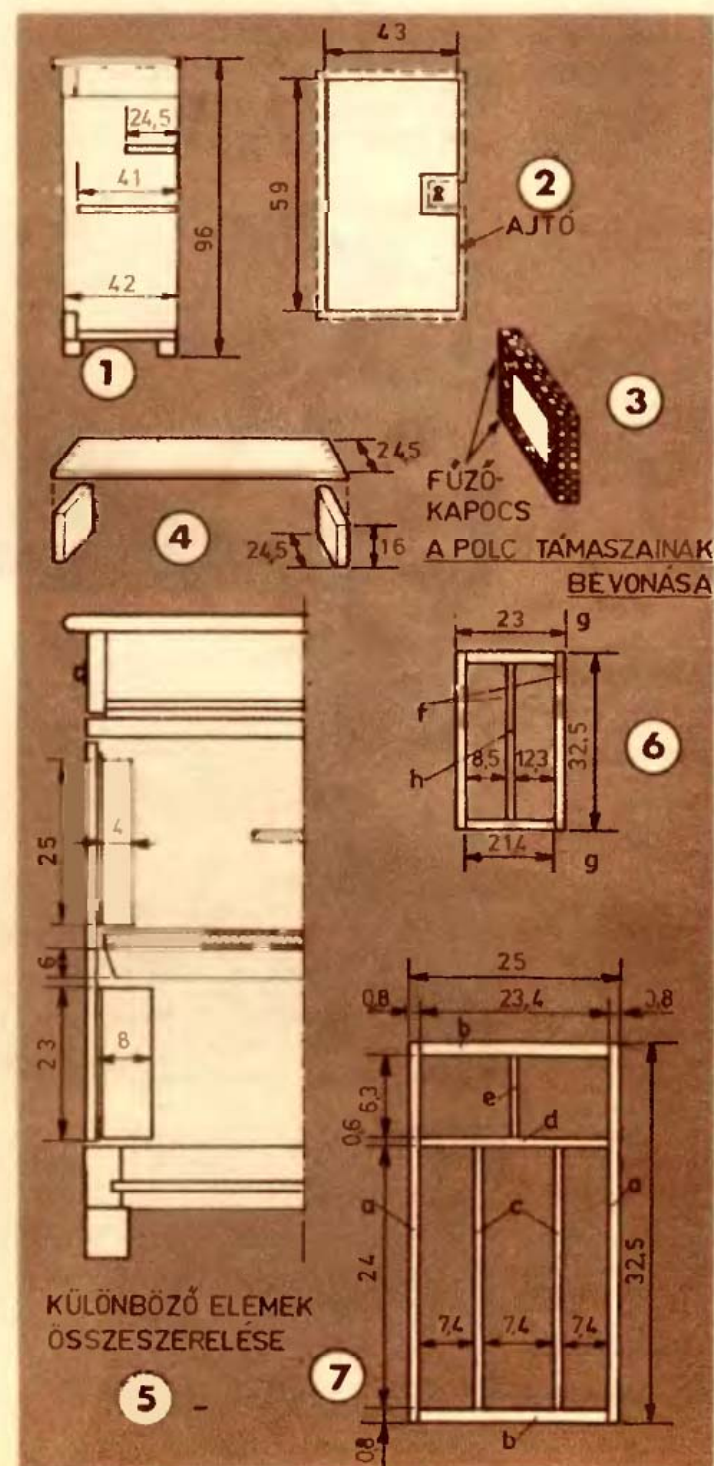 24,5
41
42
96
1
43
59
AJTÓ
2
FŰZŐ-
KAPOCS
3
A POLC TÁMASZAINAK
BEVONÁSA
24,5
24,5
16
4
25
4
6
23
8
KÜLÖNBÖZŐ ELEMEK
ÖSSZESZERELÉSE
5
23
g
f
h
8,5
12,3
32,5
21,4
g
6
25
0,8
23,4
0,8
b
6,3
e
0,6
d
a
c
a
24
32,5
7,4
7,4
7,4
0,8
b
7